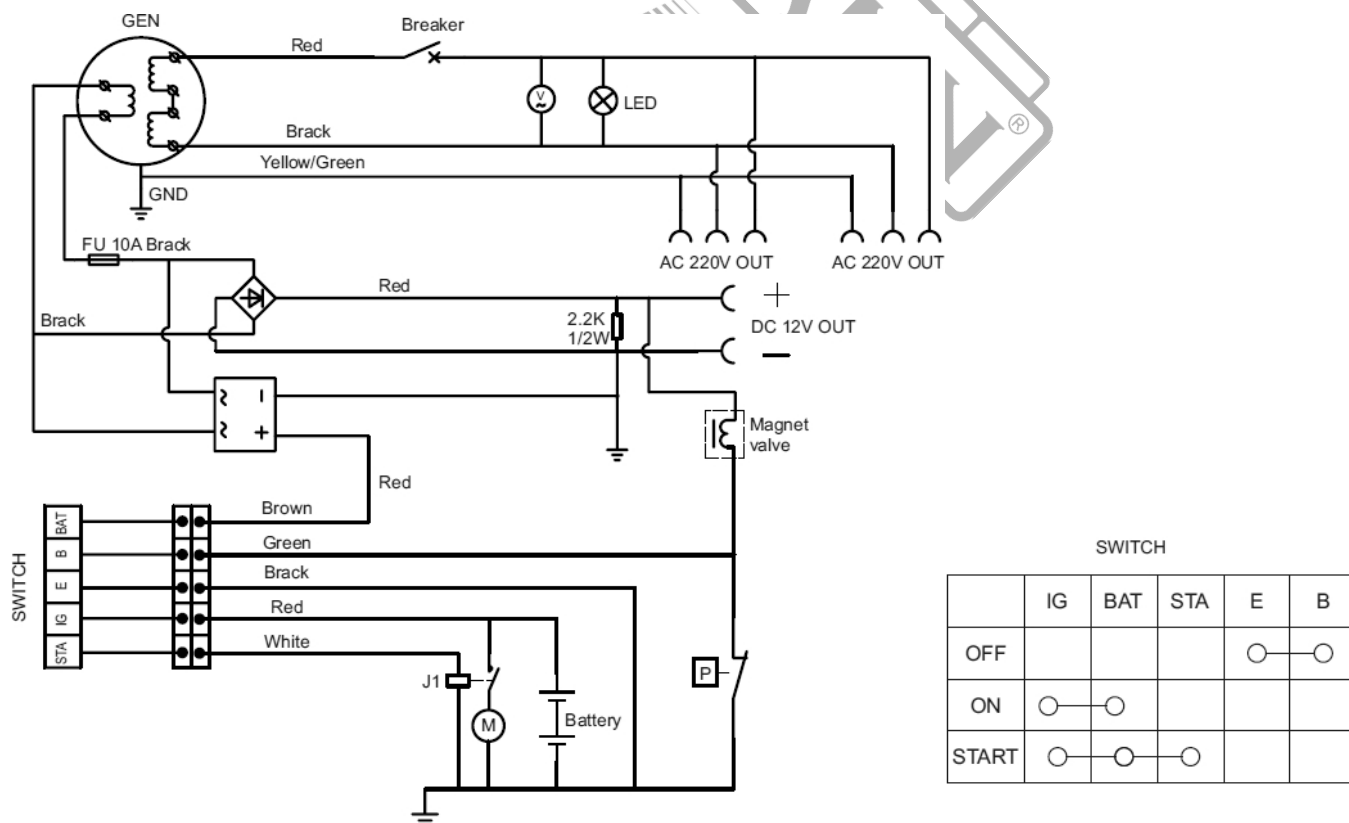 GEN
Breaker
Red
V
LED
Brack
Yellow/Green
GND
FU 10A Brack
AC 220V OUT
AC 220V OUT
Red
+
Brack
2.2K
1/2W
DC 12V OUT
−
~ −
~ +
Magnet
valve
Red
SWITCH
BAT
Brown
B
Green
E
Brack
IG
Red
STA
White
J1
M
Battery
P
SWITCH
IG BAT STA E B
OFF
ON
START
®